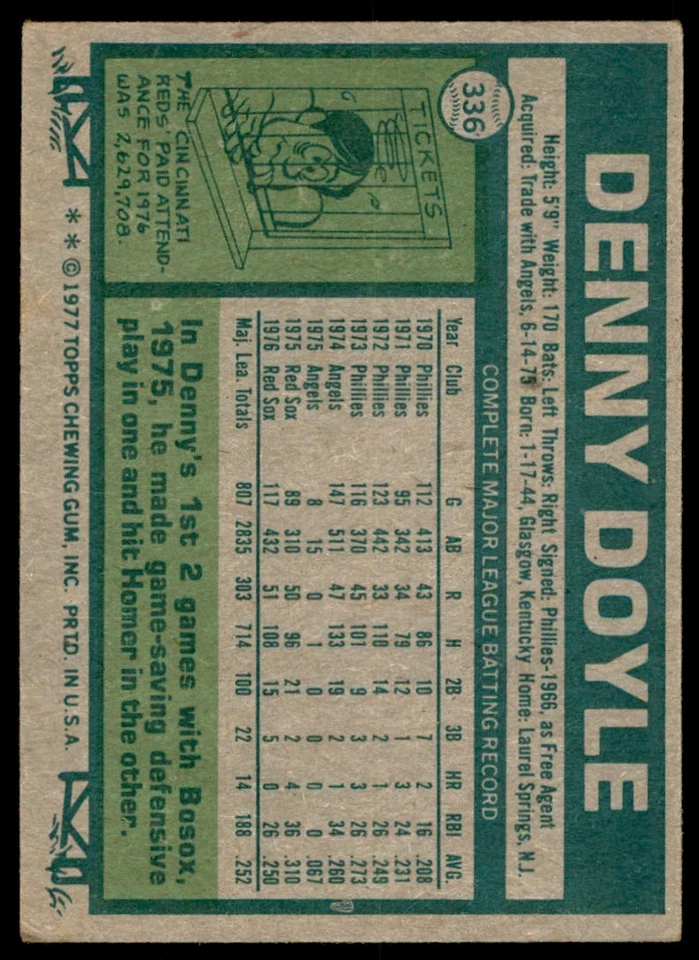 336
DENNY DOYLE
Height: 5'9" Weight: 170 Bats: Left Throws: Right Signed: Phillies-1966, as Free Agent
Acquired: Trade with Angels, 6-14-75 Born: 1-17-44, Glasgow, Kentucky Home: Laurel Springs, N.J.
TICKETS
THE CINCINNATI
REDS' PAID ATTEND-
ANCE FOR 1976
WAS 2,629,708.
COMPLETE MAJOR LEAGUE BATTING RECORD
Year Club G AB R H 2B 3B HR RBI AVG.
1970 Phillies 112 413 43 86 10 7 2 16 .208
1971 Phillies 95 342 34 79 12 1 3 24 .231
1972 Phillies 123 442 33 110 14 2 1 26 .249
1973 Phillies 116 370 45 101 9 3 3 26 .273
1974 Angels 147 511 47 133 19 2 1 34 .260
1975 Angels 8 15 0 1 0 0 0 0 .067
1975 Red Sox 89 310 50 96 21 2 4 36 .310
1976 Red Sox 117 432 51 108 15 5 0 26 .250
Maj. Lea. Totals 807 2835 303 714 100 22 14 188 .252
In Denny's 1st 2 games with Bosox,
1975, he made game-saving defensive
play in one and hit Homer in the other.
* * © 1977 TOPPS CHEWING GUM, INC. PRTD. IN U.S.A.